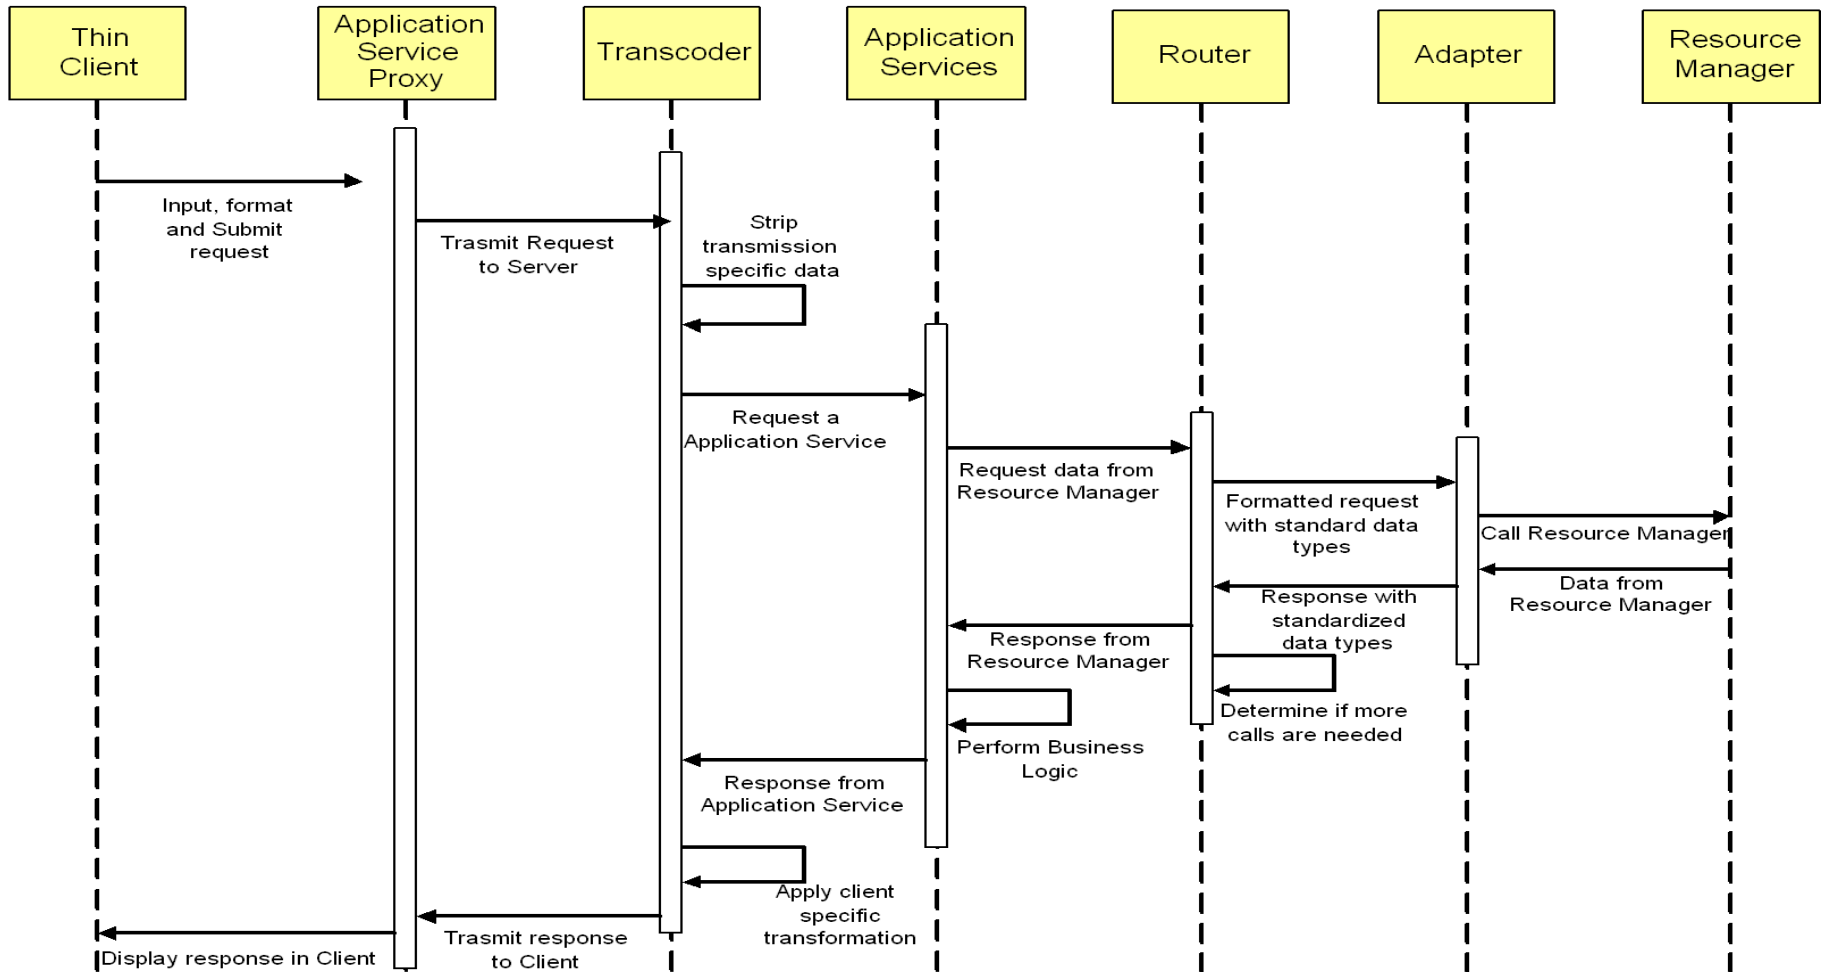 Thin
Client
Application
Service
Proxy
Transcoder
Application
Services
Router
Adapter
Resource
Manager
Input, format
and Submit
request
Trasmit Request
to Server
Strip
transmission
specific data
Request a
Application Service
Request data from
Resource Manager
Formatted request
with standard data
types
Call Resource Manager
Data from
Resource Manager
Response with
standardized
data types
Response from
Resource Manager
Determine if more
calls are needed
Perform Business
Logic
Response from
Application Service
Apply client
specific
transformation
Trasmit response
to Client
Display response in Client